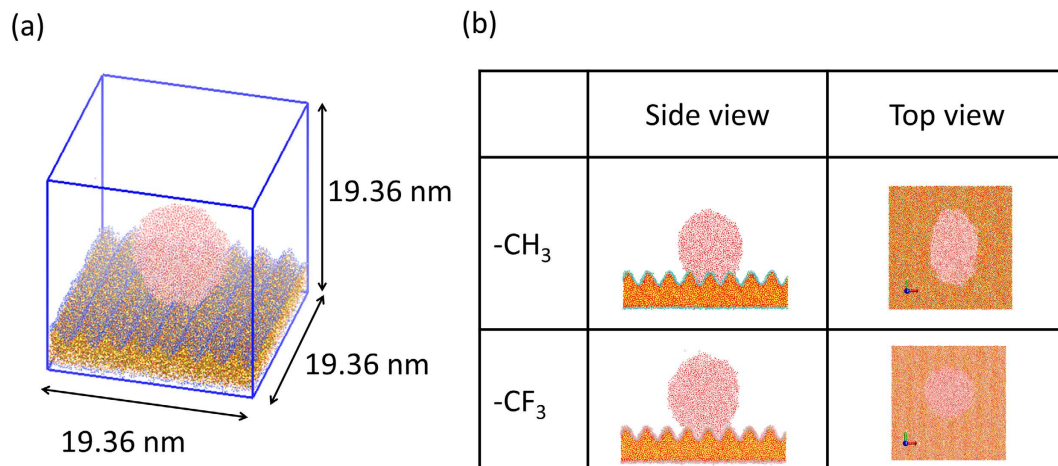 (a)
19.36 nm
19.36 nm
19.36 nm
(b)
Side view Top view
-CH₃
-CF₃